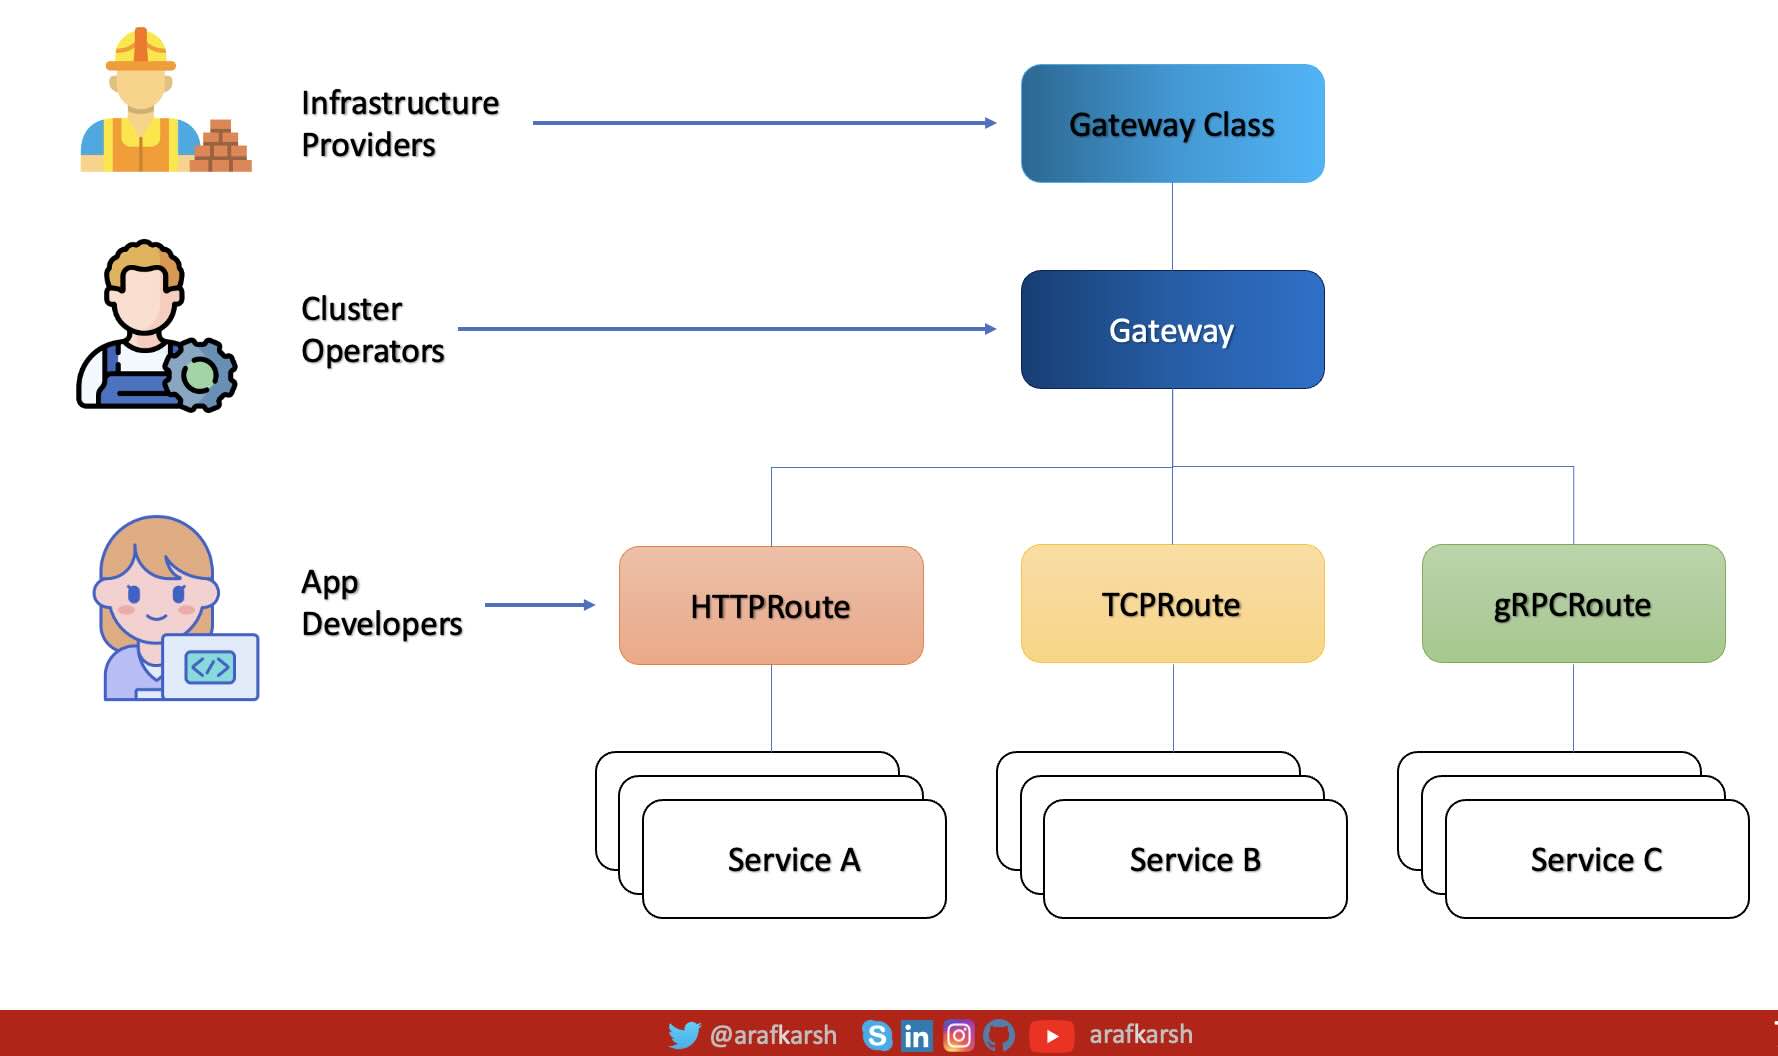 Infrastructure
Providers
Gateway Class
Cluster
Operators
Gateway
App
Developers
HTTPRoute
TCPRoute
gRPCRoute
Service A
Service B
Service C
@arafkarsh
arafkarsh